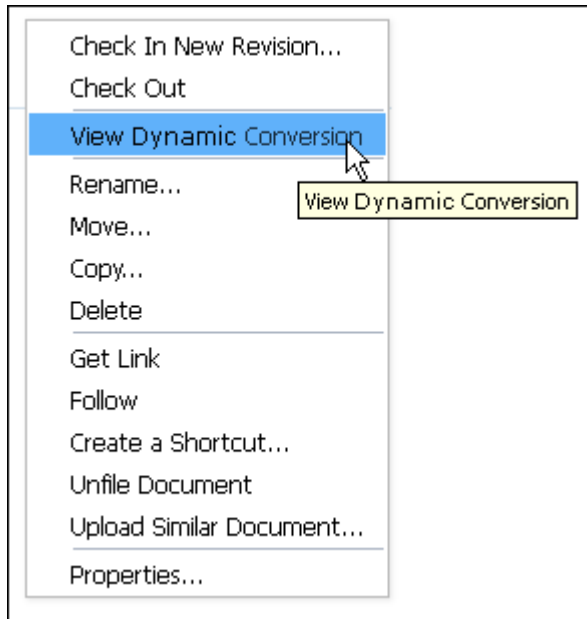 Check In New Revision...
Check Out
View Dynamic Conversion
Rename...
View Dynamic Conversion
Move...
Copy...
Delete
Get Link
Follow
Create a Shortcut...
Unfile Document
Upload Similar Document...
Properties...